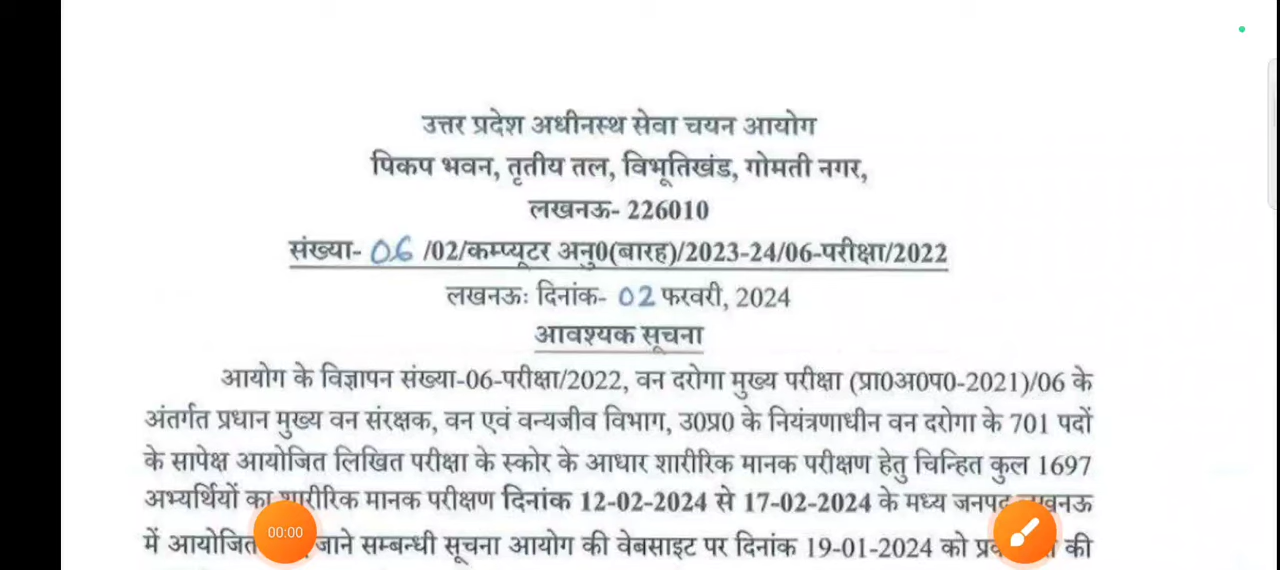 उत्तर प्रदेश अधीनस्थ सेवा चयन आयोग
पिकप भवन, तृतीय तल, विभूतिखंड, गोमती नगर,
लखनऊ- 226010
संख्या- 06 /02/कम्प्यूटर अनु0(बारह)/2023-24/06-परीक्षा/2022
लखनऊः दिनांक- 02 फरवरी, 2024
आवश्यक सूचना
आयोग के विज्ञापन संख्या-06-परीक्षा/2022, वन दरोगा मुख्य परीक्षा (प्रा0अ0प0-2021)/06 के
अंतर्गत प्रधान मुख्य वन संरक्षक, वन एवं वन्यजीव विभाग, उ0प्र0 के नियंत्रणाधीन वन दरोगा के 701 पदों
के सापेक्ष आयोजित लिखित परीक्षा के स्कोर के आधार शारीरिक मानक परीक्षण हेतु चिन्हित कुल 1697
अभ्यर्थियों का शारीरिक मानक परीक्षण दिनांक 12-02-2024 से 17-02-2024 के मध्य जनपद लखनऊ
में आयोजित जाने सम्बन्धी सूचना आयोग की वेबसाइट पर दिनांक 19-01-2024 को की
00:00